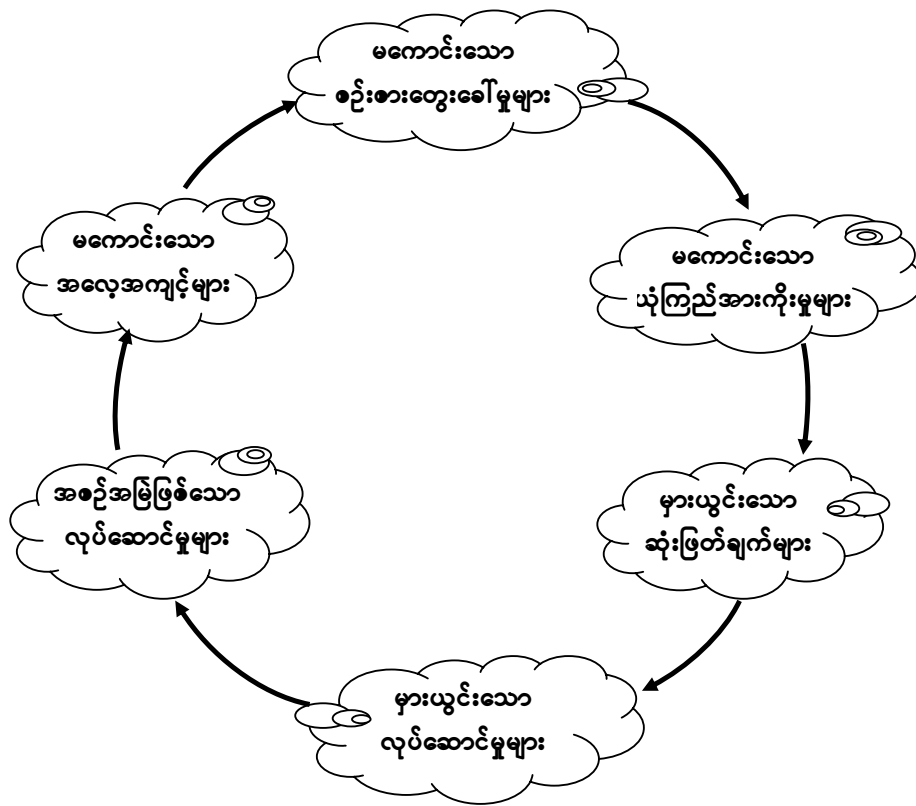 မကောင်းသော
စဉ်းစားတွေးခေါ်မှုများ
မကောင်းသော
ယုံကြည်အားကိုးမှုများ
မှားယွင်းသော
ဆုံးဖြတ်ချက်များ
မှားယွင်းသော
လုပ်ဆောင်မှုများ
အစဉ်အမြဲဖြစ်သော
လုပ်ဆောင်မှုများ
မကောင်းသော
အလေ့အကျင့်များ